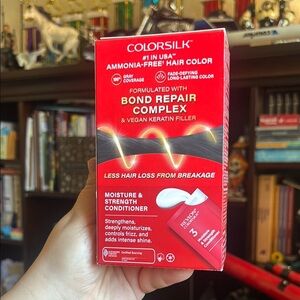 COLORSILK
#1 IN USA*
AMMONIA-FREE† HAIR COLOR
GRAY
COVERAGE
FADE-DEFYING
LONG-LASTING COLOR
FORMULATED WITH
BOND REPAIR
COMPLEX
& VEGAN KERATIN FILLER
LESS HAIR LOSS FROM BREAKAGE
MOISTURE &
STRENGTH
CONDITIONER
Strengthens,
deeply moisturizes,
controls frizz, and
adds intense shine.
REVLON
3